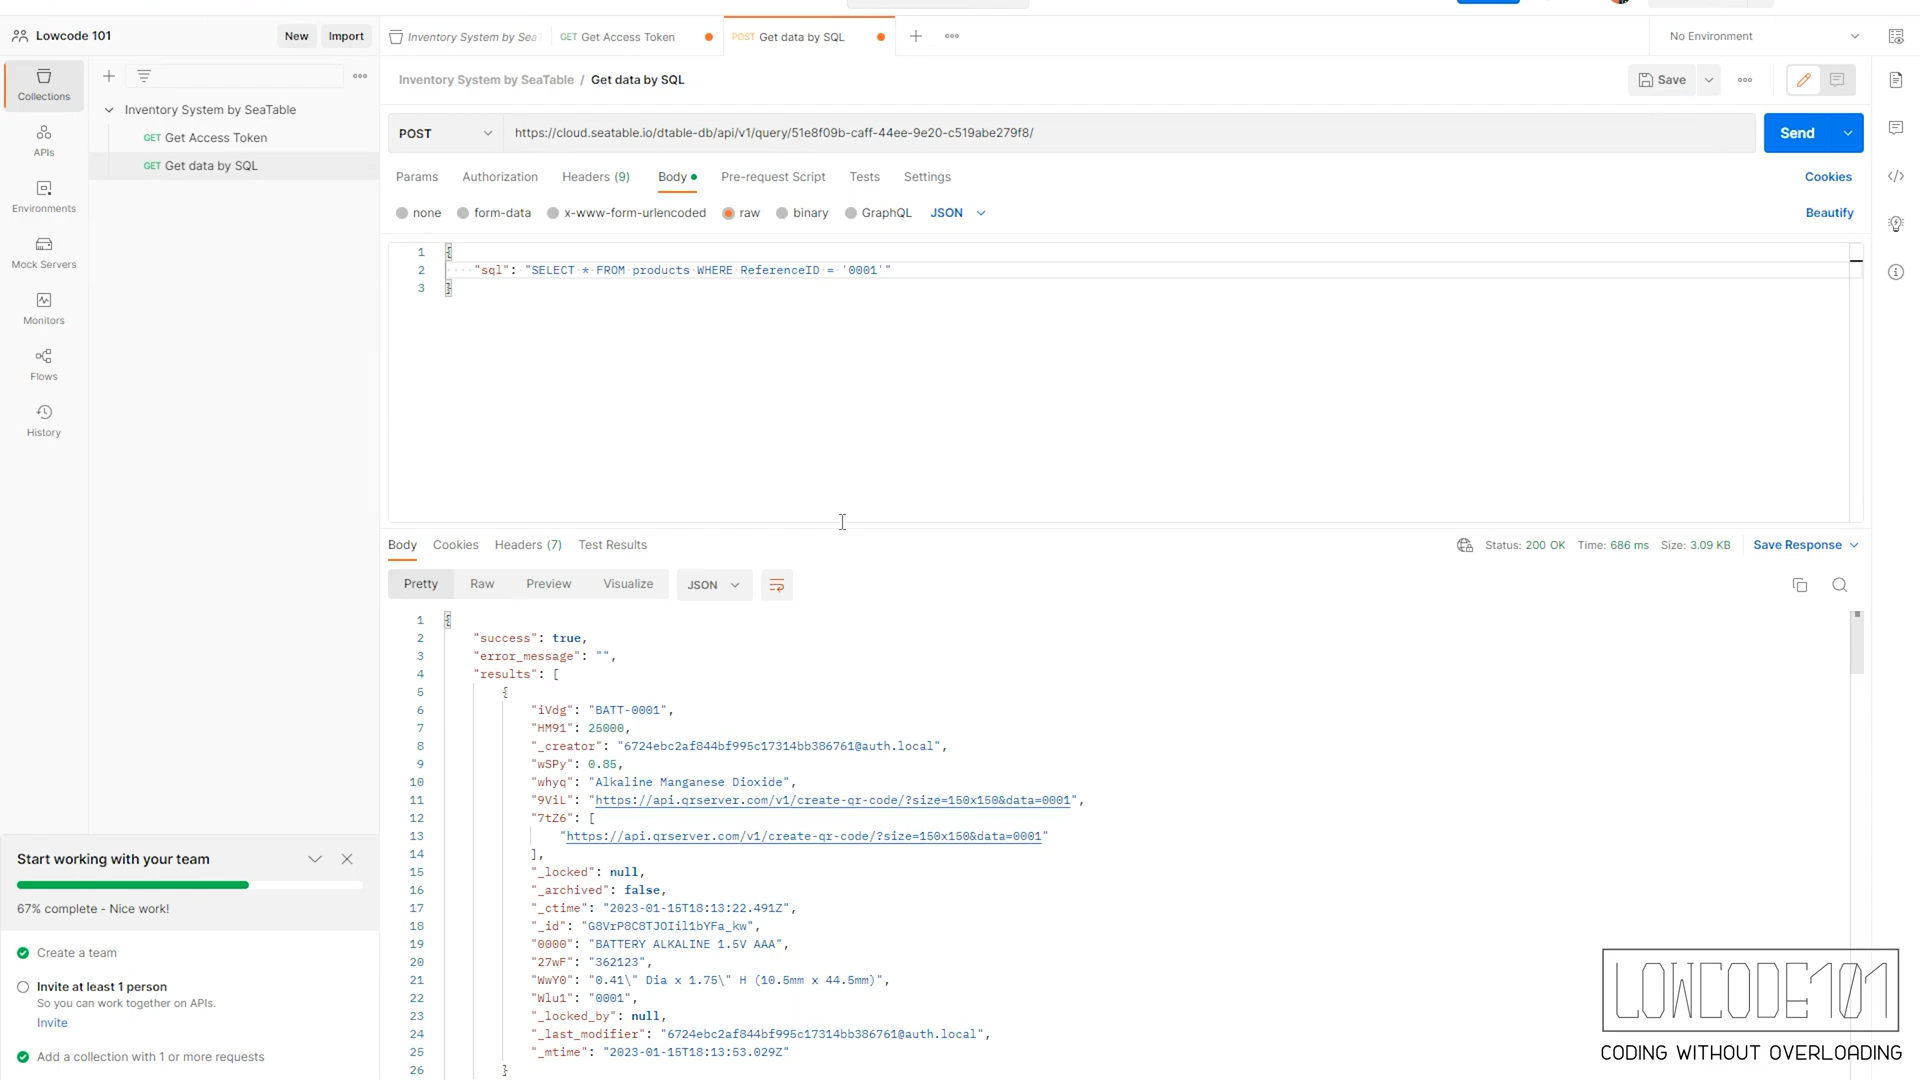 Lowcode 101
New
Import
Inventory System by Sea
GET Get Access Token
POST Get data by SQL
No Environment
Collections
APIs
Environments
Mock Servers
Monitors
Flows
History
Inventory System by SeaTable
GET Get Access Token
GET Get data by SQL
Inventory System by SeaTable / Get data by SQL
Save
POST
https://cloud.seatable.io/dtable-db/api/v1/query/51e8f09b-caff-44ee-9e20-c519abe279f8/
Send
Params Authorization Headers (9) Body Pre-request Script Tests Settings
Cookies
none form-data x-www-form-urlencoded raw binary GraphQL JSON
Beautify
1 {
2 "sql": "SELECT * FROM products WHERE ReferenceID = '0001'"
3 }
Body Cookies Headers (7) Test Results
Status: 200 OK Time: 686 ms Size: 3.09 KB
Save Response
Pretty Raw Preview Visualize JSON
1 {
2 "success": true,
3 "error_message": "",
4 "results": [
5 {
6 "iVdg": "BATT-0001",
7 "HM91": 25000,
8 "_creator": "6724ebc2af844bf995c17314bb386761@auth.local",
9 "wSPy": 0.85,
10 "whyq": "Alkaline Manganese Dioxide",
11 "9ViL": "https://api.qrserver.com/v1/create-qr-code/?size=150x150&data=0001",
12 "7tZ6": [
13 "https://api.qrserver.com/v1/create-qr-code/?size=150x150&data=0001"
14 ],
15 "_locked": null,
16 "_archived": false,
17 "_ctime": "2023-01-15T18:13:22.491Z",
18 "_id": "G8VrP8C8TJOIil1bYFa_kw",
19 "0000": "BATTERY ALKALINE 1.5V AAA",
20 "27wF": "362123",
21 "WwY0": "0.41\" Dia x 1.75\" H (10.5mm x 44.5mm)",
22 "Wlu1": "0001",
23 "_locked_by": null,
24 "_last_modifier": "6724ebc2af844bf995c17314bb386761@auth.local",
25 "_mtime": "2023-01-15T18:13:53.029Z"
26 }
Start working with your team
67% complete - Nice work!
Create a team
Invite at least 1 person
So you can work together on APIs.
Invite
Add a collection with 1 or more requests
LOWCODE101
CODING WITHOUT OVERLOADING